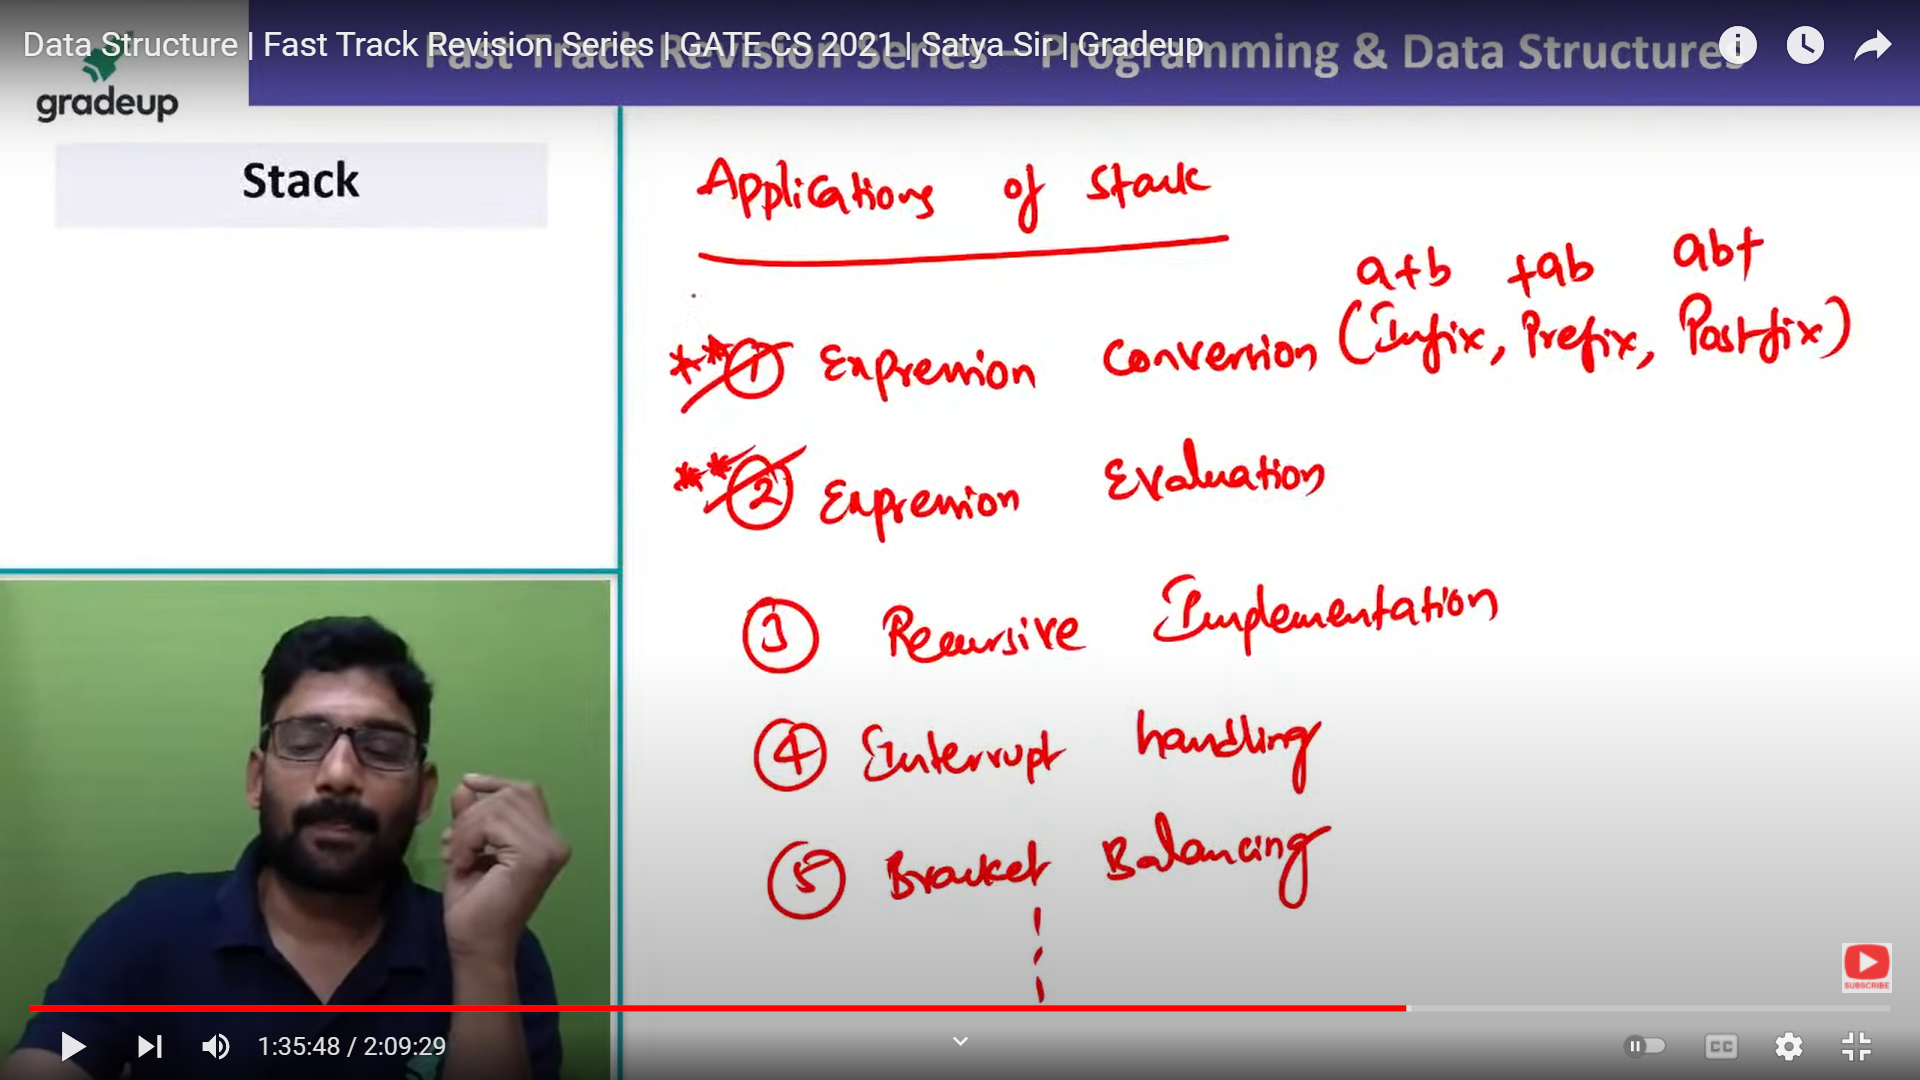 Data Structure | Fast Track Revision Series | GATE CS 2021 | Satya Sir | Gradeup
Fast Track Revision Series – Programming & Data Structures
gradeup
Stack
Applications of Stack
a+b +ab ab+
** 1 Expression Conversion (Infix, Prefix, Postfix)
** 2 Expression Evaluation
3 Recursive Implementation
4 Interrupt handling
5 Bracket Balancing
SUBSCRIBE
1:35:48 / 2:09:29
CC